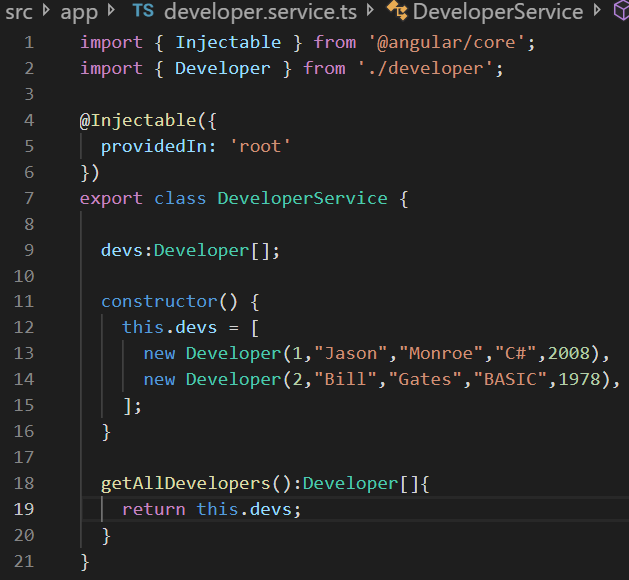 src app TS developer.service.ts DeveloperService
1 import { Injectable } from '@angular/core';
2 import { Developer } from './developer';
3
4 @Injectable({
5   providedIn: 'root'
6 })
7 export class DeveloperService {
8
9   devs:Developer[];
10
11   constructor() {
12     this.devs = [
13       new Developer(1,"Jason","Monroe","C#",2008),
14       new Developer(2,"Bill","Gates","BASIC",1978),
15     ];
16   }
17
18   getAllDevelopers():Developer[]{
19     return this.devs;
20   }
21 }